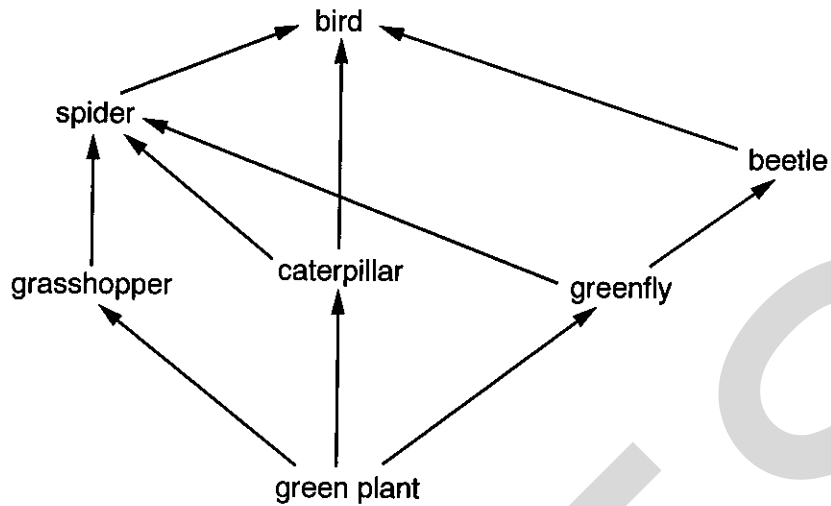 bird
spider
beetle
grasshopper
caterpillar
greenfly
green plant